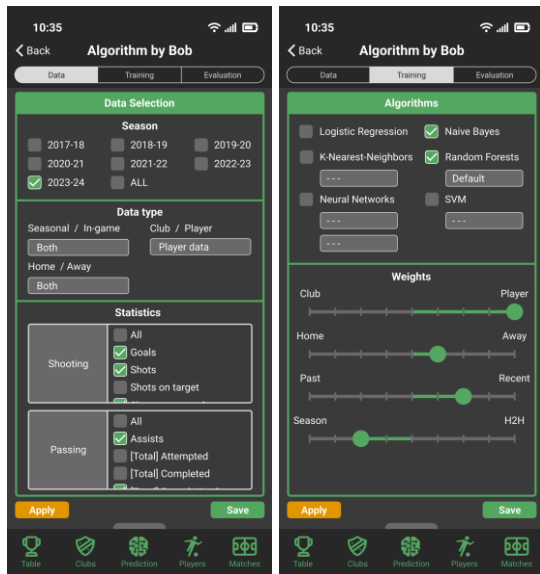 10:35
Back Algorithm by Bob
Data Training Evaluation
Data Selection
Season
2017-18 2018-19 2019-20
2020-21 2021-22 2022-23
2023-24 ALL
Data type
Seasonal / In-game Club / Player
Both Player data
Home / Away
Both
Statistics
Shooting
All
Goals
Shots
Shots on target
Passing
All
Assists
[Total] Attempted
[Total] Completed
Apply Save
Table Clubs Prediction Players Matches
10:35
Back Algorithm by Bob
Data Training Evaluation
Algorithms
Logistic Regression Naive Bayes
K-Nearest-Neighbors Random Forests
--- Default
Neural Networks SVM
--- ---
---
Weights
Club Player
Home Away
Past Recent
Season H2H
Apply Save
Table Clubs Prediction Players Matches